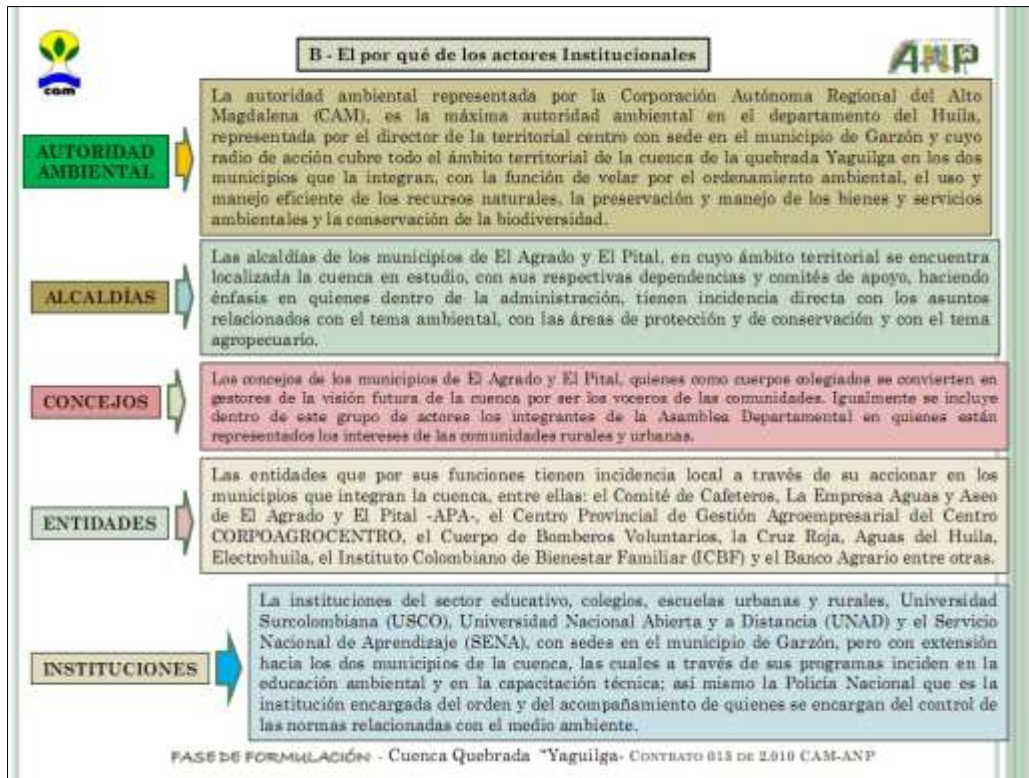 cam
B - El por qué de los actores Institucionales
ANP
AUTORIDAD
AMBIENTAL
La autoridad ambiental representada por la Corporación Autónoma Regional del Alto
Magdalena (CAM), es la máxima autoridad ambiental en el departamento del Huila,
representada por el director de la territorial centro con sede en el municipio de Garzón y cuyo
radio de acción cubre todo el ámbito territorial de la cuenca de la quebrada Yaguilga en los dos
municipios que la integran, con la función de velar por el ordenamiento ambiental, el uso y
manejo eficiente de los recursos naturales, la preservación y manejo de los bienes y servicios
ambientales y la conservación de la biodiversidad.
ALCALDÍAS
Las alcaldías de los municipios de El Agrado y El Pital, en cuyo ámbito territorial se encuentra
localizada la cuenca en estudio, con sus respectivas dependencias y comités de apoyo, haciendo
énfasis en quienes dentro de la administración, tienen incidencia directa con los asuntos
relacionados con el tema ambiental, con las áreas de protección y de conservación y con el tema
agropecuario.
CONCEJOS
Los concejos de los municipios de El Agrado y El Pital, quienes como cuerpos colegiados se convierten en
gestores de la visión futura de la cuenca por ser los voceros de las comunidades. Igualmente se incluye
dentro de este grupo de actores los integrantes de la Asamblea Departamental en quienes están
representados los intereses de las comunidades rurales y urbanas.
ENTIDADES
Las entidades que por sus funciones tienen incidencia local a través de su accionar en los
municipios que integran la cuenca, entre ellas: el Comité de Cafeteros, La Empresa Aguas y Aseo
de El Agrado y El Pital -APA-, el Centro Provincial de Gestión Agroempresarial del Centro
CORPOAGROCENTRO, el Cuerpo de Bomberos Voluntarios, la Cruz Roja, Aguas del Huila,
Electrohuila, el Instituto Colombiano de Bienestar Familiar (ICBF) y el Banco Agrario entre otras.
INSTITUCIONES
La instituciones del sector educativo, colegios, escuelas urbanas y rurales, Universidad
Surcolombiana (USCO), Universidad Nacional Abierta y a Distancia (UNAD) y el Servicio
Nacional de Aprendizaje (SENA), con sedes en el municipio de Garzón, pero con extensión
hacia los dos municipios de la cuenca, las cuales a través de sus programas inciden en la
educación ambiental y en la capacitación técnica; así mismo la Policía Nacional que es la
institución encargada del orden y del acompañamiento de quienes se encargan del control de
las normas relacionadas con el medio ambiente.
FASE DE FORMULACIÓN - Cuenca Quebrada "Yaguilga- CONTRATO 015 DE 2.010 CAM-ANP